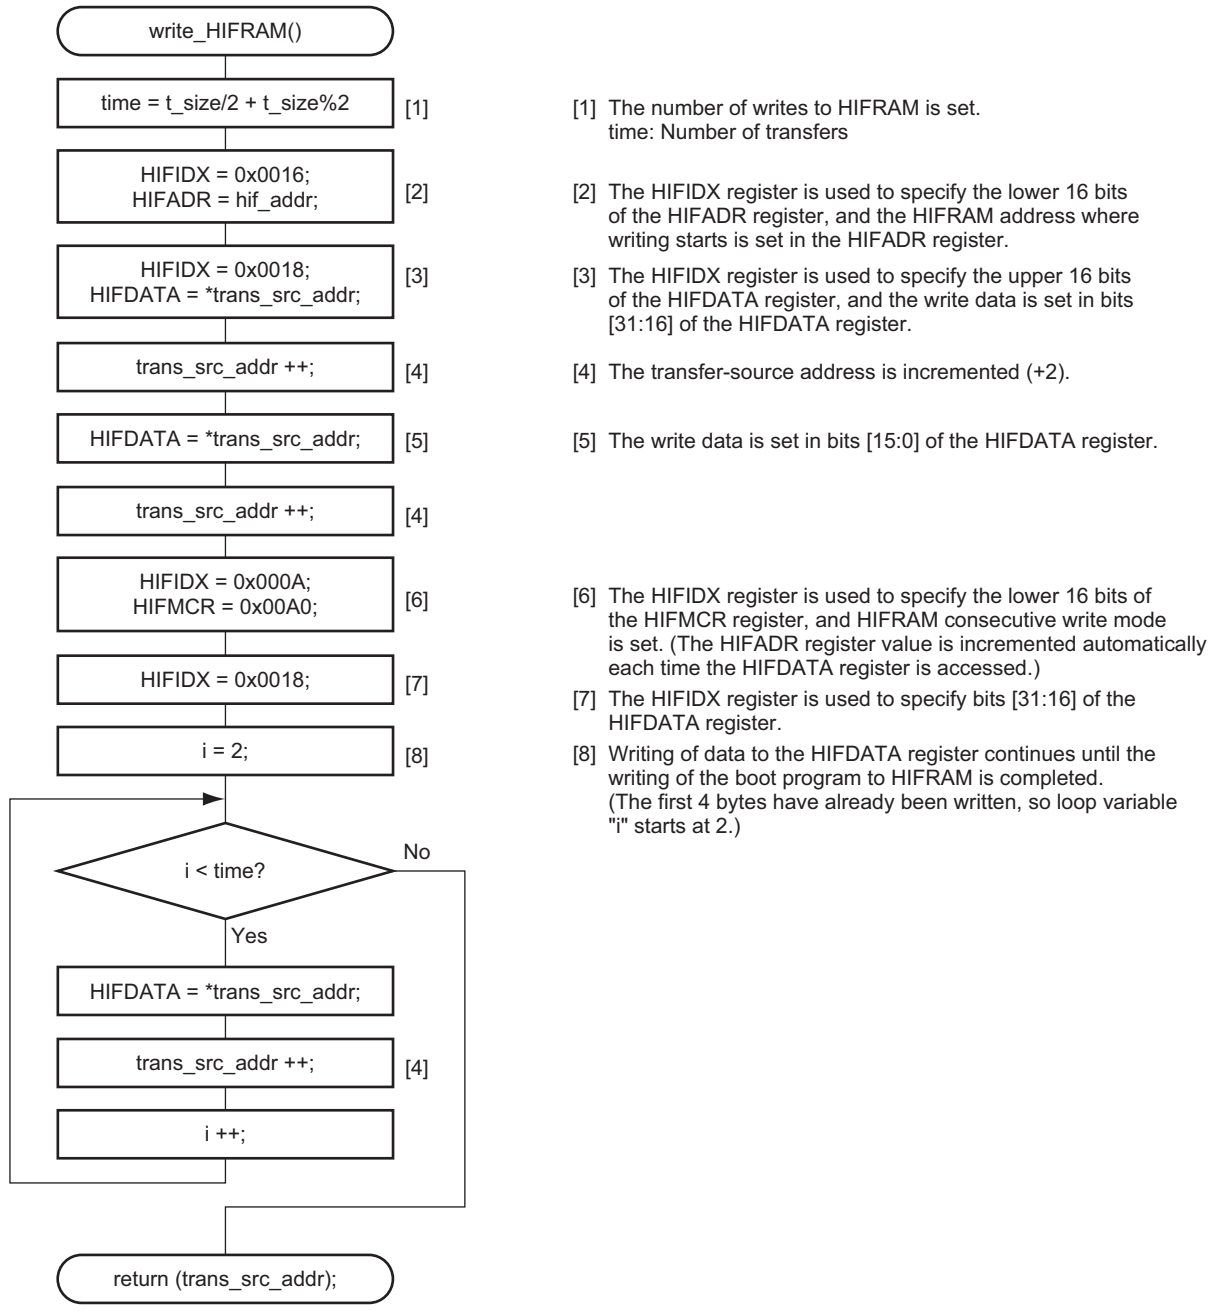 write_HIFRAM()
time = t_size/2 + t_size%2
[1]
[1] The number of writes to HIFRAM is set.
time: Number of transfers
HIFIDX = 0x0016;
HIFADR = hif_addr;
[2]
[2] The HIFIDX register is used to specify the lower 16 bits
of the HIFADR register, and the HIFRAM address where
writing starts is set in the HIFADR register.
HIFIDX = 0x0018;
HIFDATA = *trans_src_addr;
[3]
[3] The HIFIDX register is used to specify the upper 16 bits
of the HIFDATA register, and the write data is set in bits
[31:16] of the HIFDATA register.
trans_src_addr ++;
[4]
[4] The transfer-source address is incremented (+2).
HIFDATA = *trans_src_addr;
[5]
[5] The write data is set in bits [15:0] of the HIFDATA register.
trans_src_addr ++;
[4]
HIFIDX = 0x000A;
HIFMCR = 0x00A0;
[6]
[6] The HIFIDX register is used to specify the lower 16 bits of
the HIFMCR register, and HIFRAM consecutive write mode
is set. (The HIFADR register value is incremented automatically
each time the HIFDATA register is accessed.)
HIFIDX = 0x0018;
[7]
[7] The HIFIDX register is used to specify bits [31:16] of the
HIFDATA register.
i = 2;
[8]
[8] Writing of data to the HIFDATA register continues until the
writing of the boot program to HIFRAM is completed.
(The first 4 bytes have already been written, so loop variable
"i" starts at 2.)
i < time?
No
Yes
HIFDATA = *trans_src_addr;
trans_src_addr ++;
[4]
i ++;
return (trans_src_addr);